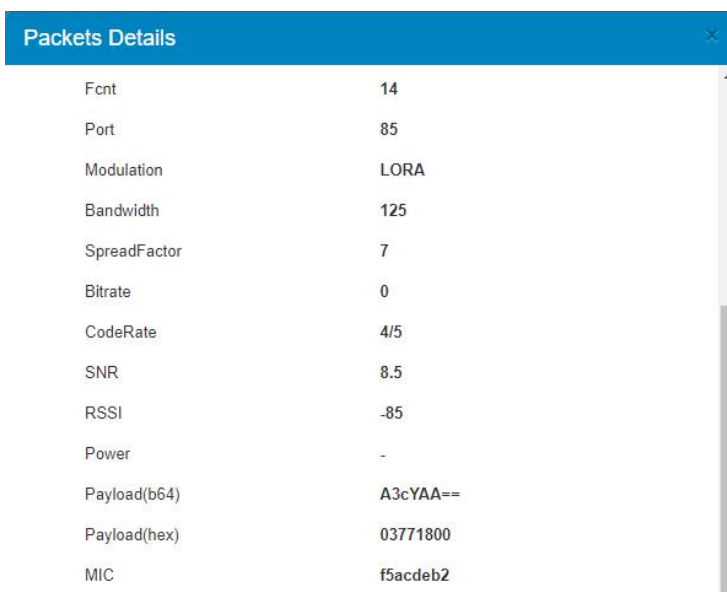 Packets Details
Fcnt 14
Port 85
Modulation LORA
Bandwidth 125
SpreadFactor 7
Bitrate 0
CodeRate 4/5
SNR 8.5
RSSI -85
Power -
Payload(b64) A3cYAA==
Payload(hex) 03771800
MIC f5acdeb2